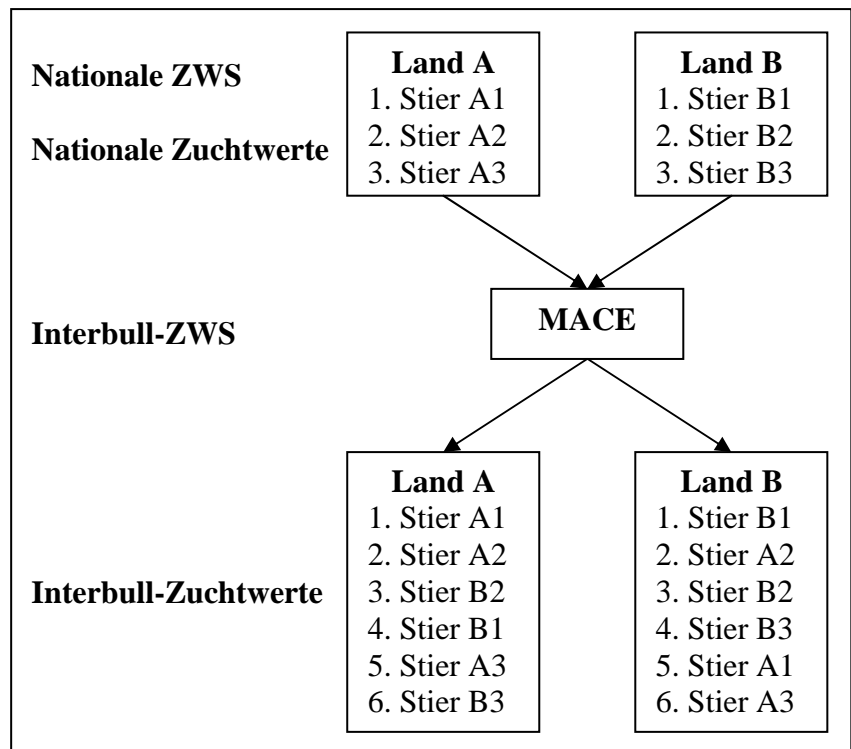 Nationale ZWS
Nationale Zuchtwerte
Land A
1. Stier A1
2. Stier A2
3. Stier A3
Land B
1. Stier B1
2. Stier B2
3. Stier B3
Interbull-ZWS
MACE
Interbull-Zuchtwerte
Land A
1. Stier A1
2. Stier A2
3. Stier B2
4. Stier B1
5. Stier A3
6. Stier B3
Land B
1. Stier B1
2. Stier A2
3. Stier B2
4. Stier B3
5. Stier A1
6. Stier A3